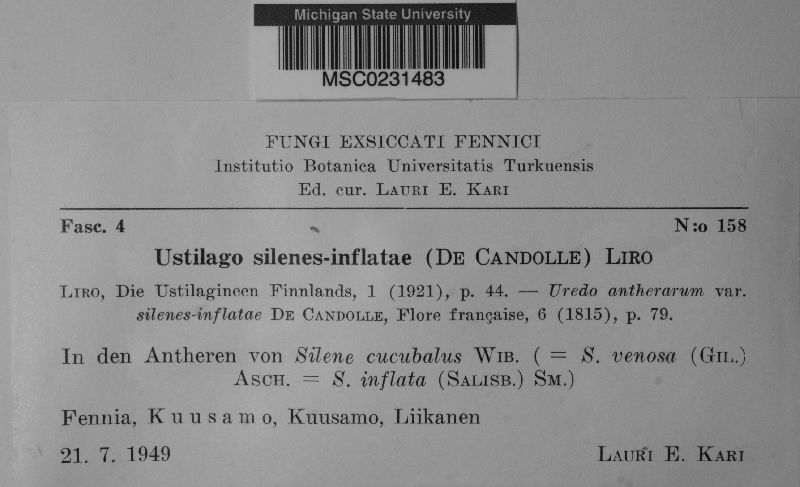 Michigan State University
MSC0231483
FUNGI EXSICCATI FENNICI
Institutio Botanica Universitatis Turkuensis
Ed. cur. LAURI E. KARI
Fasc. 4 N:o 158
Ustilago silenes-inflatae (DE CANDOLLE) LIRO
LIRO, Die Ustilagineen Finnlands, 1 (1921), p. 44. — Uredo antherarum var.
silenes-inflatae DE CANDOLLE, Flore française, 6 (1815), p. 79.
In den Antheren von Silene cucubalus WIB. ( = S. venosa (GIL.)
ASCH. = S. inflata (SALISB.) SM.)
Fennia, Kuusamo, Kuusamo, Liikanen
21. 7. 1949 LAURI E. KARI